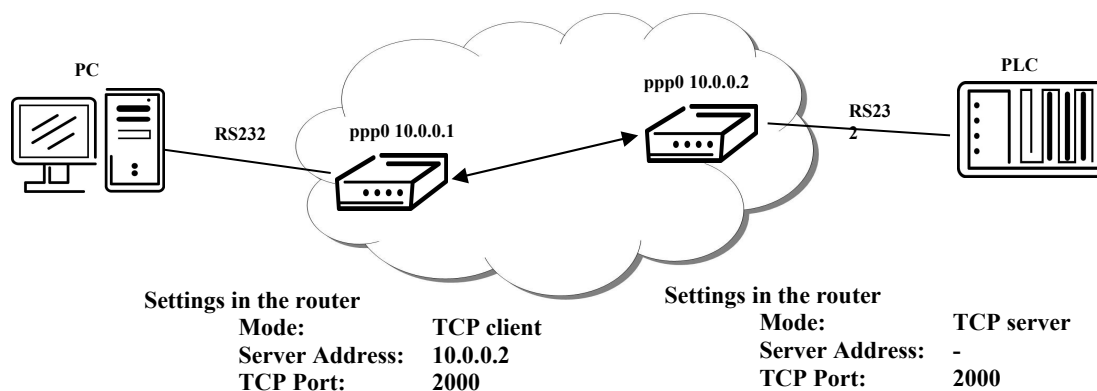 PC
PLC
ppp0 10.0.0.2
RS232
ppp0 10.0.0.1
RS23
2
Settings in the router
Mode: TCP client
Server Address: 10.0.0.2
TCP Port: 2000
Settings in the router
Mode: TCP server
Server Address: -
TCP Port: 2000